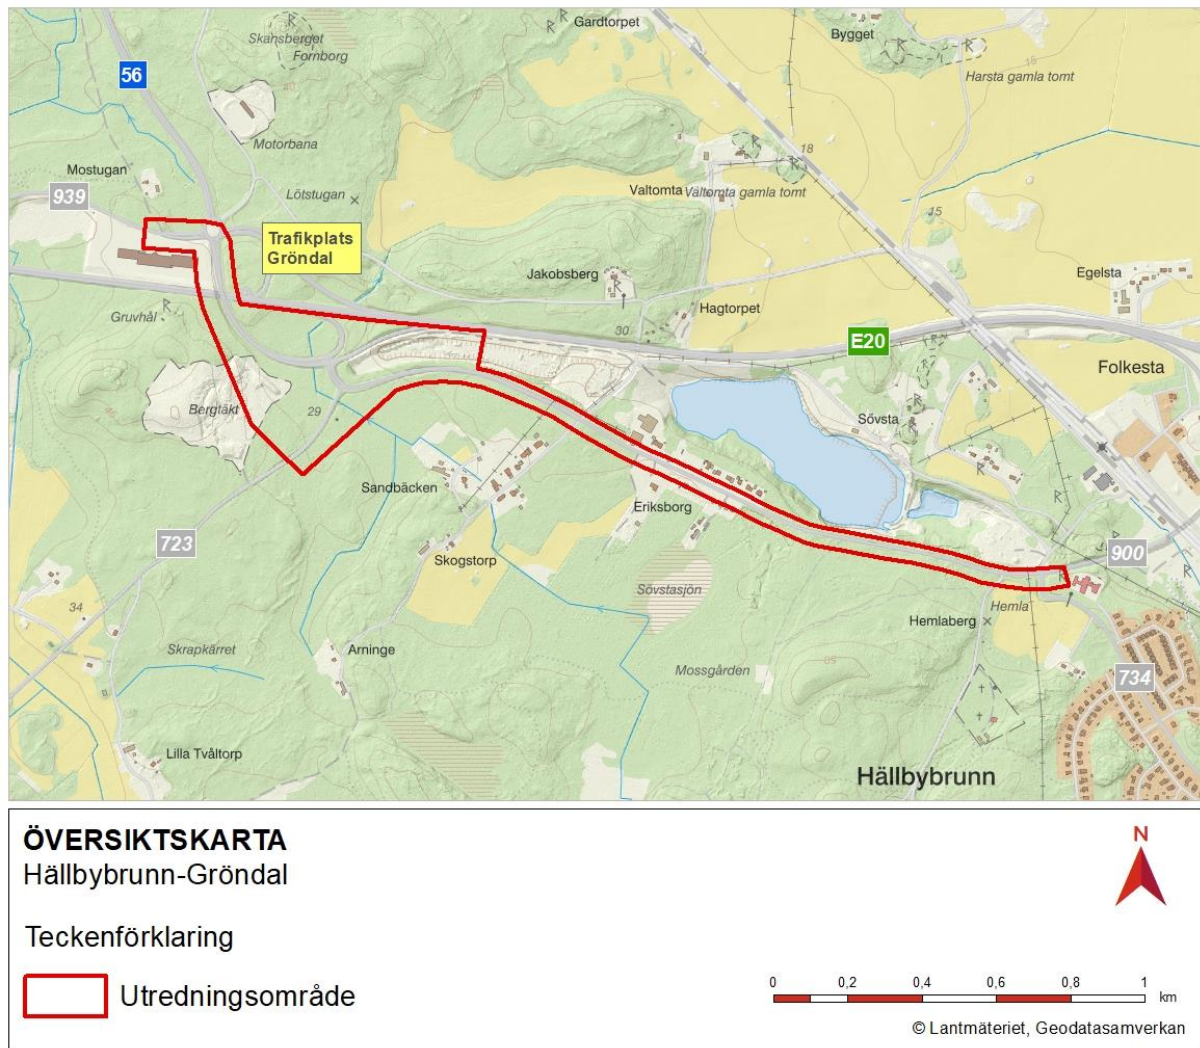 Gardtorpet
Bygget
Skansberget
Fornborg
56
Harsta gamla tomt
15
40
Motorbana
18
Mostugan
939
Lötstugan
Valtomta
Valtomta gamla tomt
15
Trafikplats
Gröndal
Jakobsberg
Egelsta
Hagtorpet
Gruvhål
30
E20
Folkesta
Bergtäkt
29
Sövsta
Sandbäcken
Eriksborg
723
900
Skogstorp
Sövstasjön
34
Hemla
Hemlaberg
Skrapkärret
Arninge
Mossgården
50
734
Lilla Tvåltorp
Hällbybrunn
ÖVERSIKTSKARTA
Hällbybrunn-Gröndal
N
Teckenförklaring
Utredningsområde
0 0,2 0,4 0,6 0,8 1
km
© Lantmäteriet, Geodatasamverkan